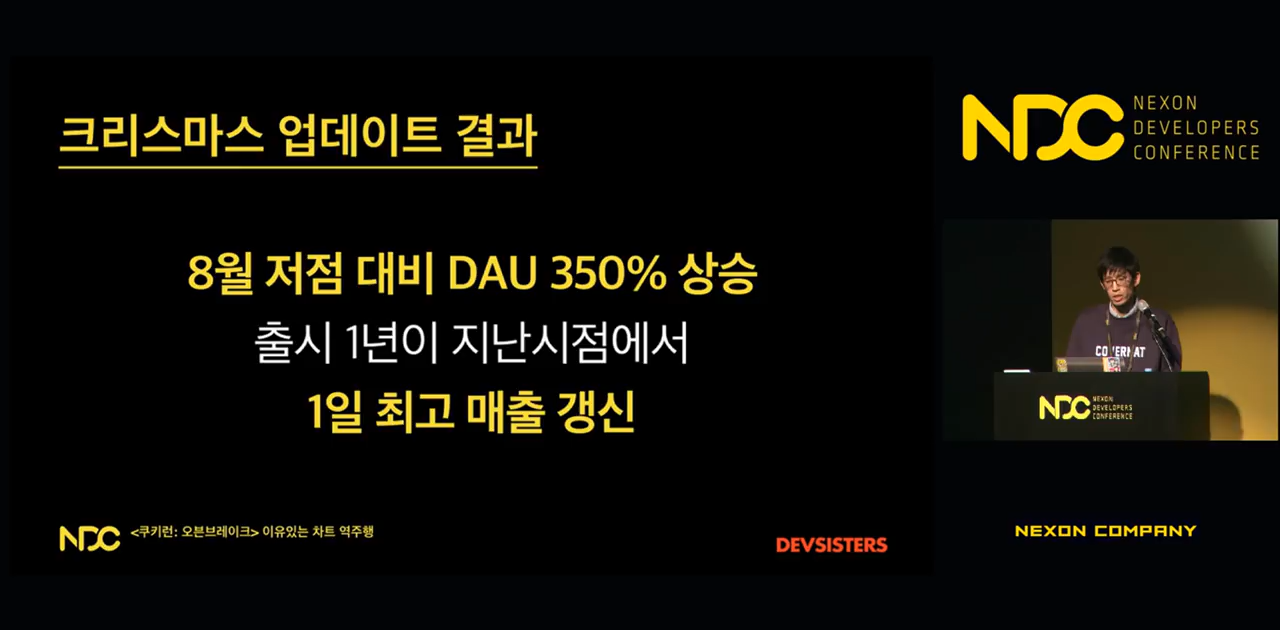 크리스마스 업데이트 결과
8월 저점 대비 DAU 350% 상승
출시 1년이 지난시점에서
1일 최고 매출 갱신
NDC <쿠키런: 오븐브레이크> 이유있는 차트 역주행
DEVSISTERS
NDC
NEXON
DEVELOPERS
CONFERENCE
COVERNAT
NDC
NEXON
DEVELOPERS
CONFERENCE
NEXON COMPANY